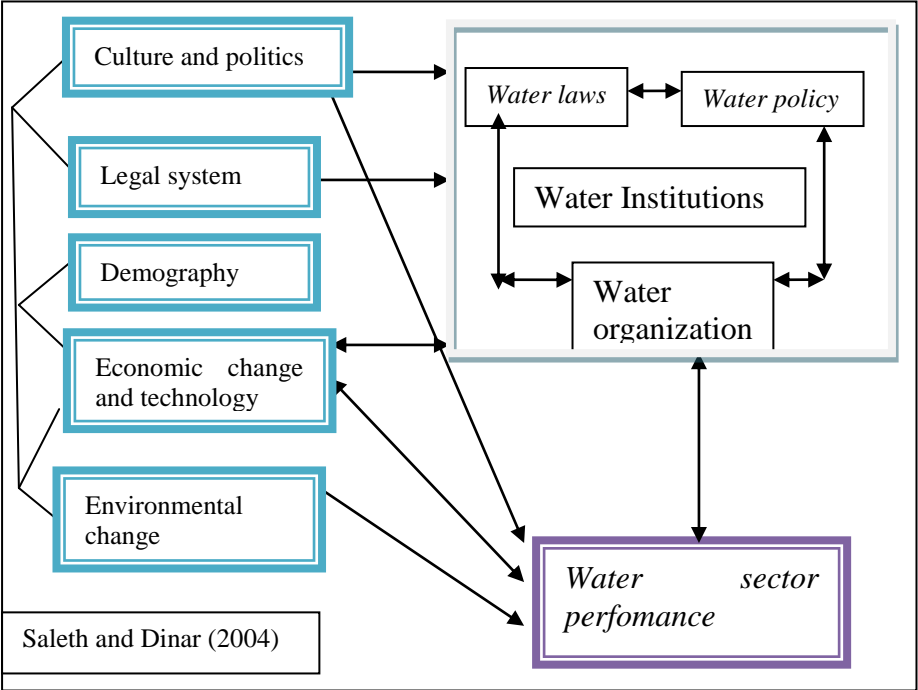 Culture and politics
Legal system
Demography
Economic change
and technology
Environmental
change
Saleth and Dinar (2004)
Water laws
Water policy
Water Institutions
Water
organization
Water sector
perfomance